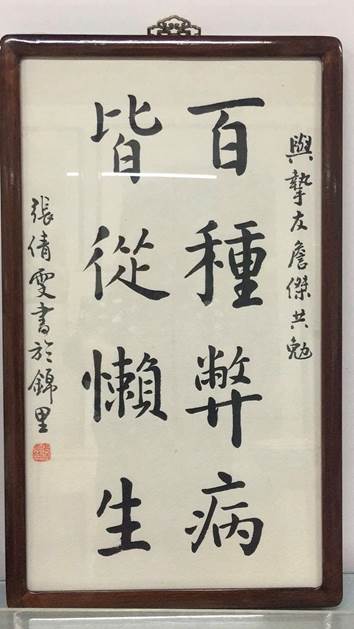 與摯友詹傑共勉
百種弊病
皆從懶生
張倩雯書於錦里